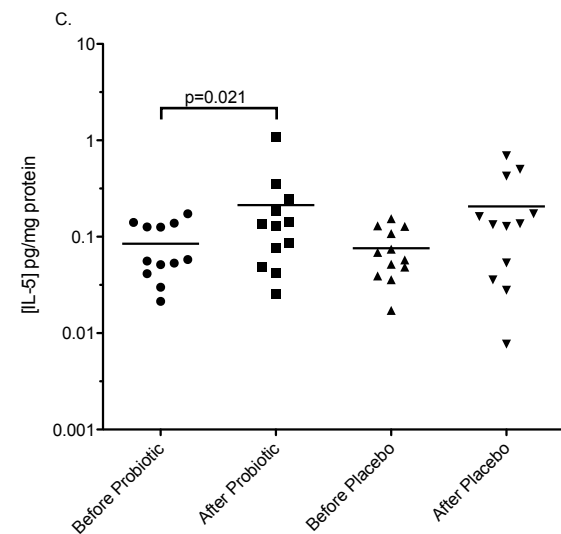 C.
10
p=0.021
1
[IL-5] pg/mg protein
0.1
0.01
0.001
Before Probiotic
After Probiotic
Before Placebo
After Placebo